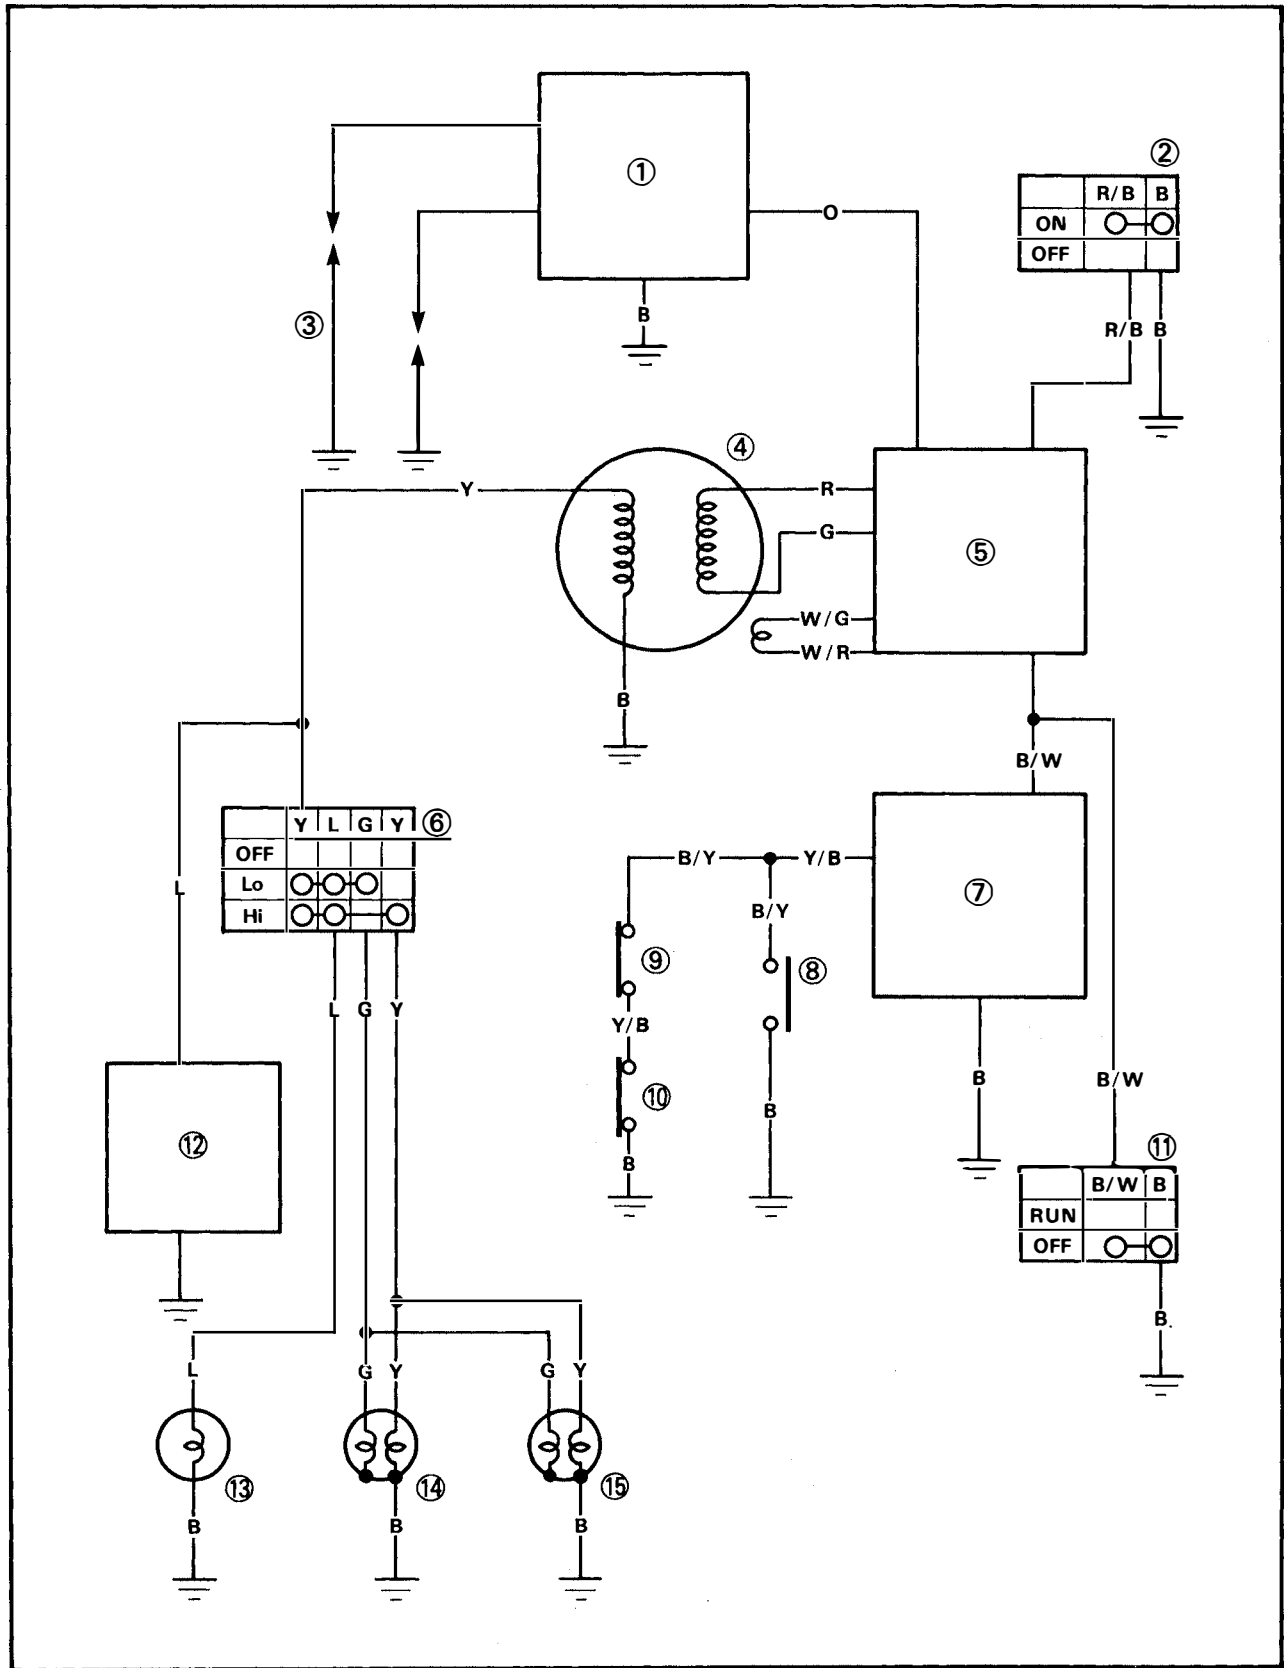 ①
②
R/B B
ON
OFF
O
③
B
R/B B
④
Y
R
G
⑤
W/G
W/R
B
B/W
Y L G Y ⑥
OFF
Lo
Hi
L
B/Y Y/B
⑦
B/Y
⑨
⑧
L G Y
Y/B
B
B/W
⑩
B
⑫
B
⑪
B/W B
RUN
OFF
B
L
G Y
G Y
⑬
⑭
⑮
B
B
B